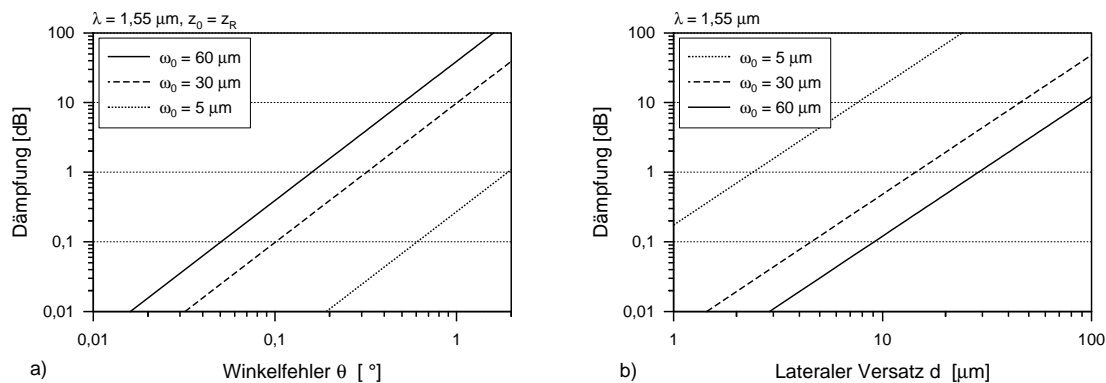 λ = 1,55 μm, z₀ = z_R
100
10
1
0,1
0,01
Dämpfung [dB]
ω₀ = 60 μm
ω₀ = 30 μm
ω₀ = 5 μm
0,01
0,1
1
a)
Winkelfehler θ [ °]
λ = 1,55 μm
100
10
1
0,1
0,01
Dämpfung [dB]
ω₀ = 5 μm
ω₀ = 30 μm
ω₀ = 60 μm
1
10
100
b)
Lateraler Versatz d [μm]